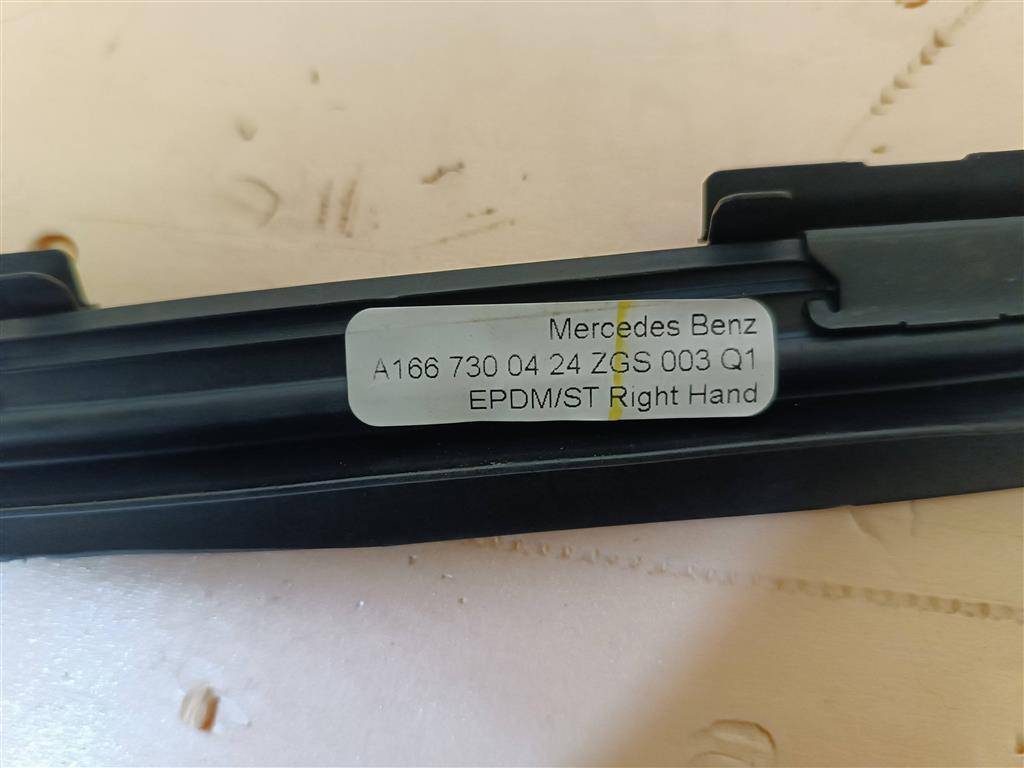 Mercedes Benz
A166 730 04 24 ZGS 003 Q1
EPDM/ST Right Hand